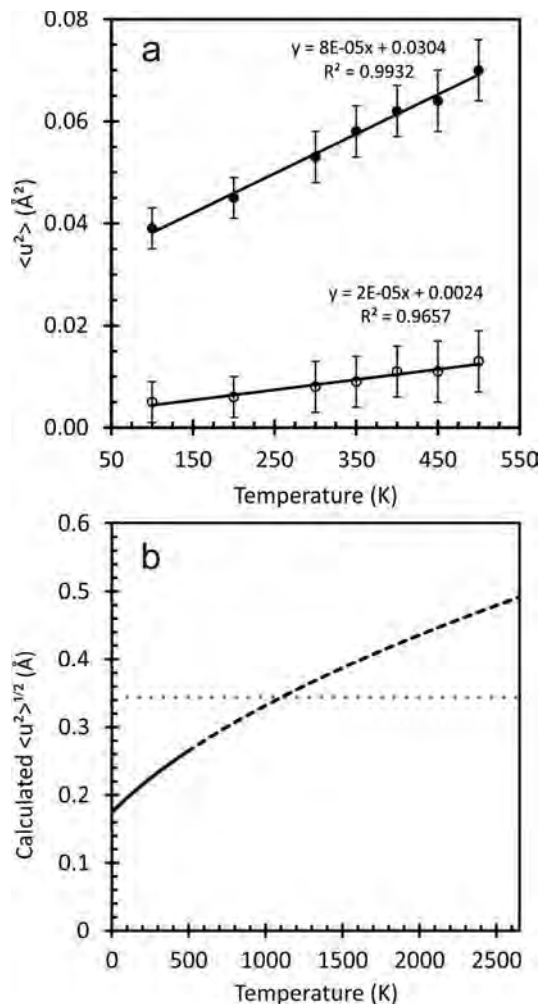 a
y = 8E-05x + 0.0304
R² = 0.9932
0.08
0.06
0.04
0.02
0.00
<u²> (Å²)
y = 2E-05x + 0.0024
R² = 0.9657
50 150 250 350 450 550
Temperature (K)
b
0.6
0.5
0.4
0.3
0.2
0.1
0
Calculated <u²>¹/² (Å)
0 500 1000 1500 2000 2500
Temperature (K)